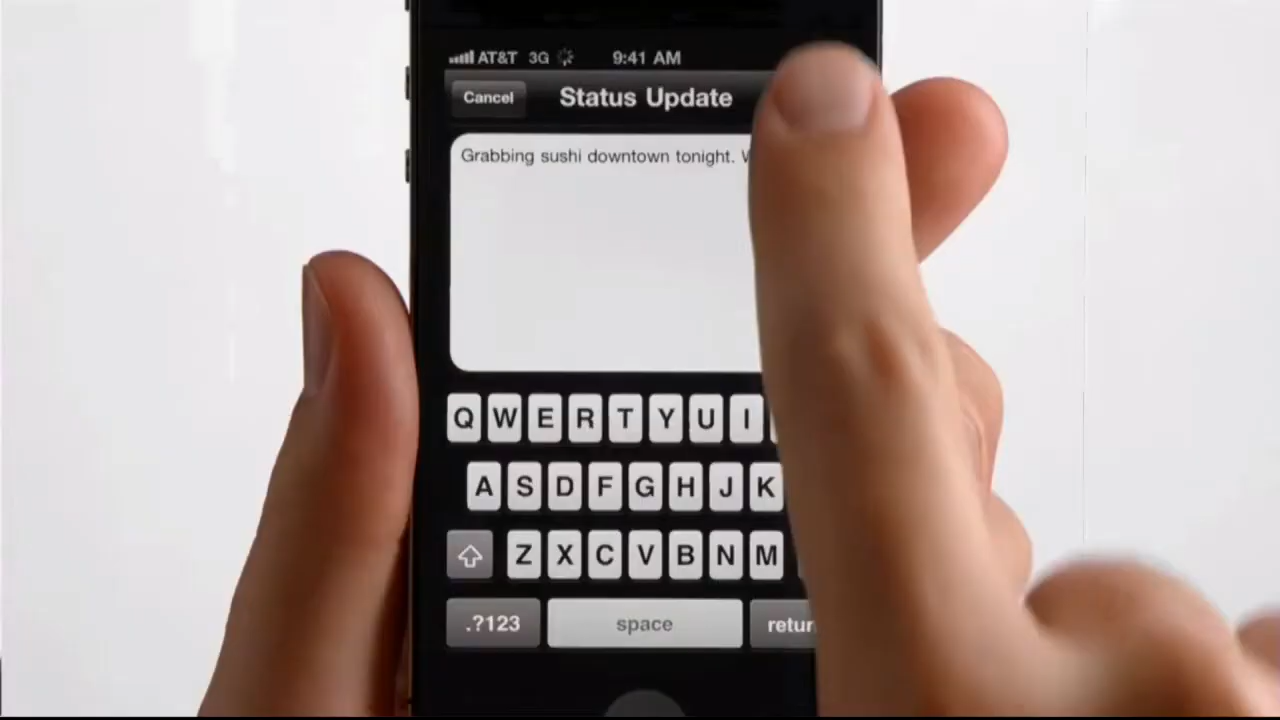 AT&T 3G 9:41 AM
Cancel Status Update
Grabbing sushi downtown tonight.
Q W E R T Y U I
A S D F G H J K
Z X C V B N M
.?123 space